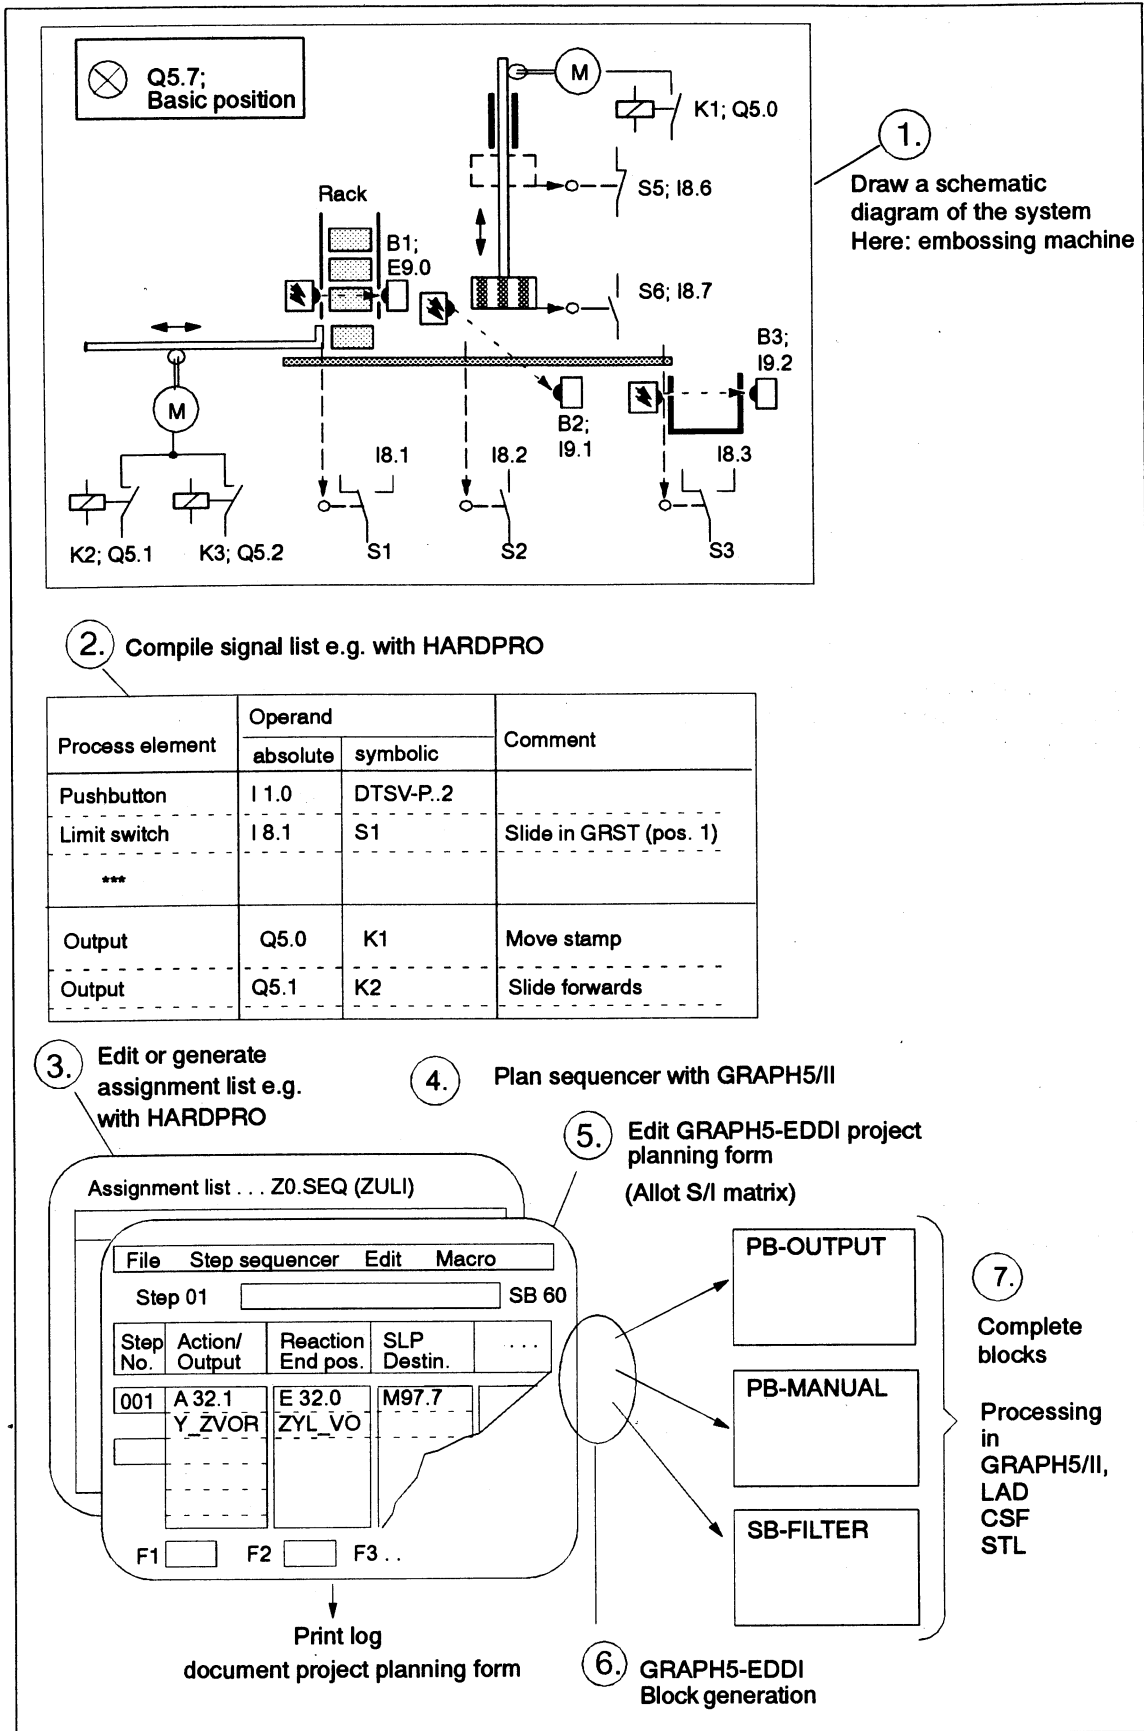 Q5.7;
Basic position
M
K1; Q5.0
1.
Draw a schematic
diagram of the system
Here: embossing machine
S5; I8.6
Rack
B1;
E9.0
S6; I8.7
B3;
I9.2
M
B2;
I9.1
I8.1
I8.2
I8.3
K2; Q5.1
K3; Q5.2
S1
S2
S3
2. Compile signal list e.g. with HARDPRO
Process element
Operand
absolute
symbolic
Comment
Pushbutton I 1.0 DTSV-P..2
Limit switch I 8.1 S1 Slide in GRST (pos. 1)
***
Output Q5.0 K1 Move stamp
Output Q5.1 K2 Slide forwards
3. Edit or generate
assignment list e.g.
with HARDPRO
4. Plan sequencer with GRAPH5/II
5. Edit GRAPH5-EDDI project
planning form
(Allot S/I matrix)
Assignment list . . . Z0.SEQ (ZULI)
File Step sequencer Edit Macro
Step 01 SB 60
Step No.
Action/ Output
Reaction End pos.
SLP Destin.
. . . .
001 A 32.1 E 32.0 M97.7
Y_ZVOR ZYL_VO
F1 F2 F3 . .
Print log
document project planning form
PB-OUTPUT
PB-MANUAL
SB-FILTER
6. GRAPH5-EDDI
Block generation
7.
Complete
blocks
Processing
in
GRAPH5/II,
LAD
CSF
STL